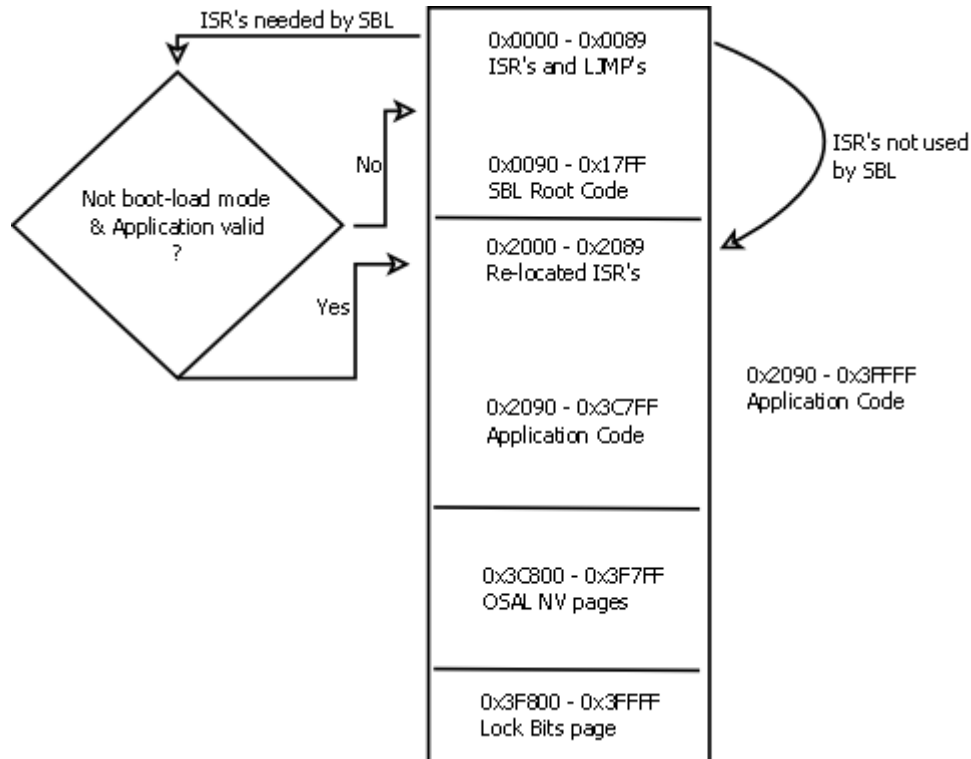 ISR's needed by SBL
0x0000 - 0x0089
ISR's and LJMP's
ISR's not used
by SBL
No
0x0090 - 0x17FF
SBL Root Code
Not boot-load mode
& Application valid
?
0x2000 - 0x2089
Re-located ISR's
Yes
0x2090 - 0x3FFFF
Application Code
0x2090 - 0x3C7FF
Application Code
0x3C800 - 0x3F7FF
OSAL NV pages
0x3F800 - 0x3FFFF
Lock Bits page